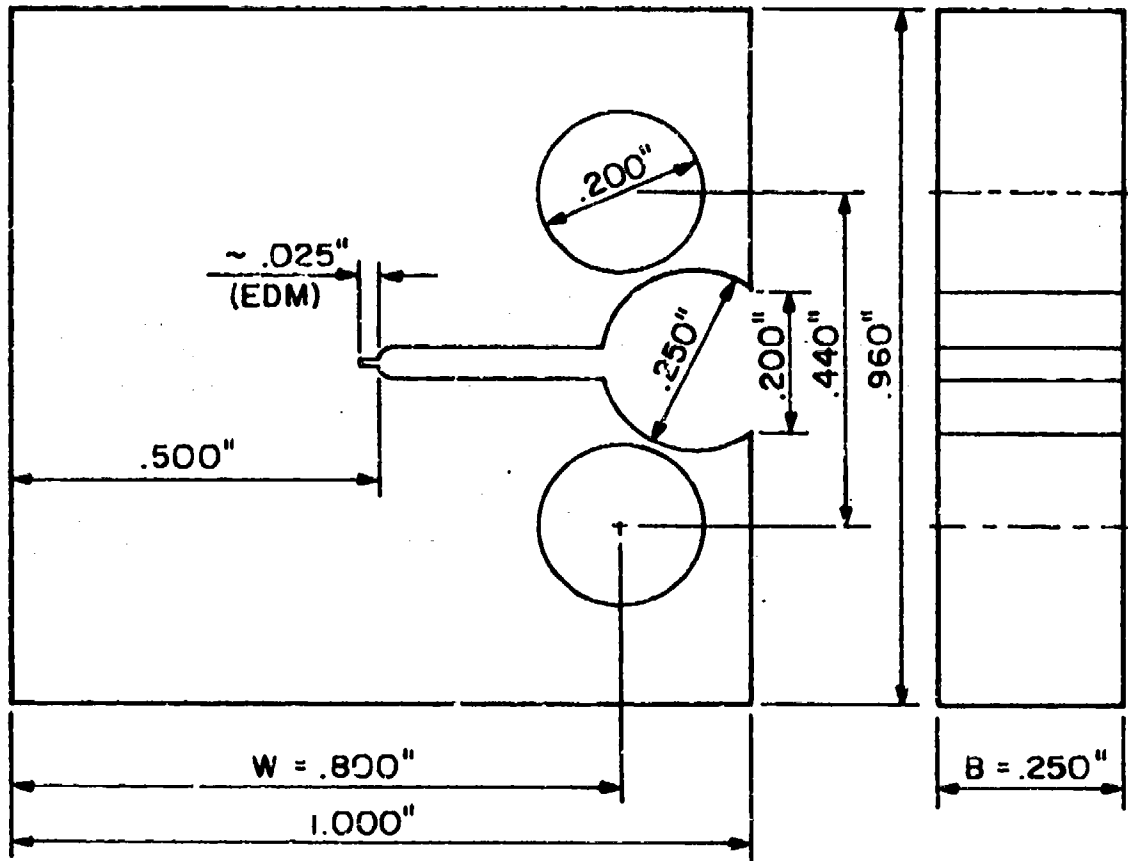 .200"
~ .025"
(EDM)
.250"
.200"
.440"
.960"
.500"
W = .800"
B = .250"
1.000"